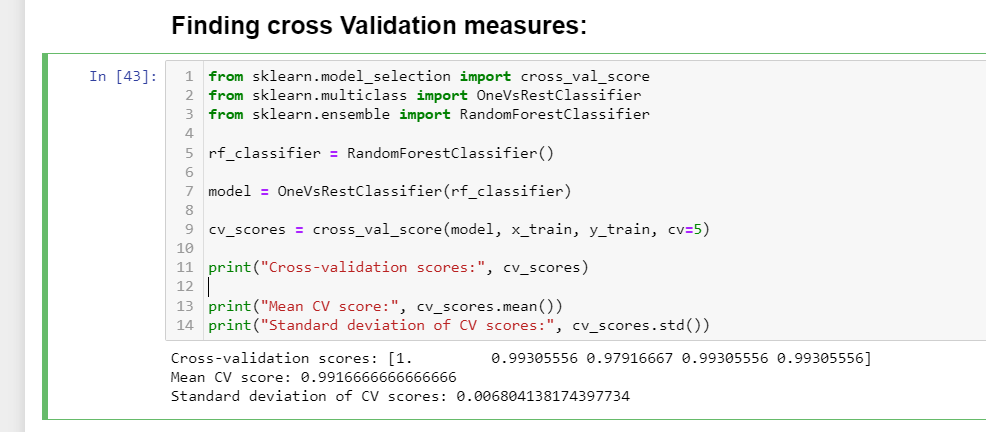 Finding cross Validation measures:
In [43]:
1 from sklearn.model_selection import cross_val_score
2 from sklearn.multiclass import OneVsRestClassifier
3 from sklearn.ensemble import RandomForestClassifier
4
5 rf_classifier = RandomForestClassifier()
6
7 model = OneVsRestClassifier(rf_classifier)
8
9 cv_scores = cross_val_score(model, x_train, y_train, cv=5)
10
11 print("Cross-validation scores:", cv_scores)
12
13 print("Mean CV score:", cv_scores.mean())
14 print("Standard deviation of CV scores:", cv_scores.std())
Cross-validation scores: [1.         0.99305556 0.97916667 0.99305556 0.99305556]
Mean CV score: 0.9916666666666666
Standard deviation of CV scores: 0.006804138174397734